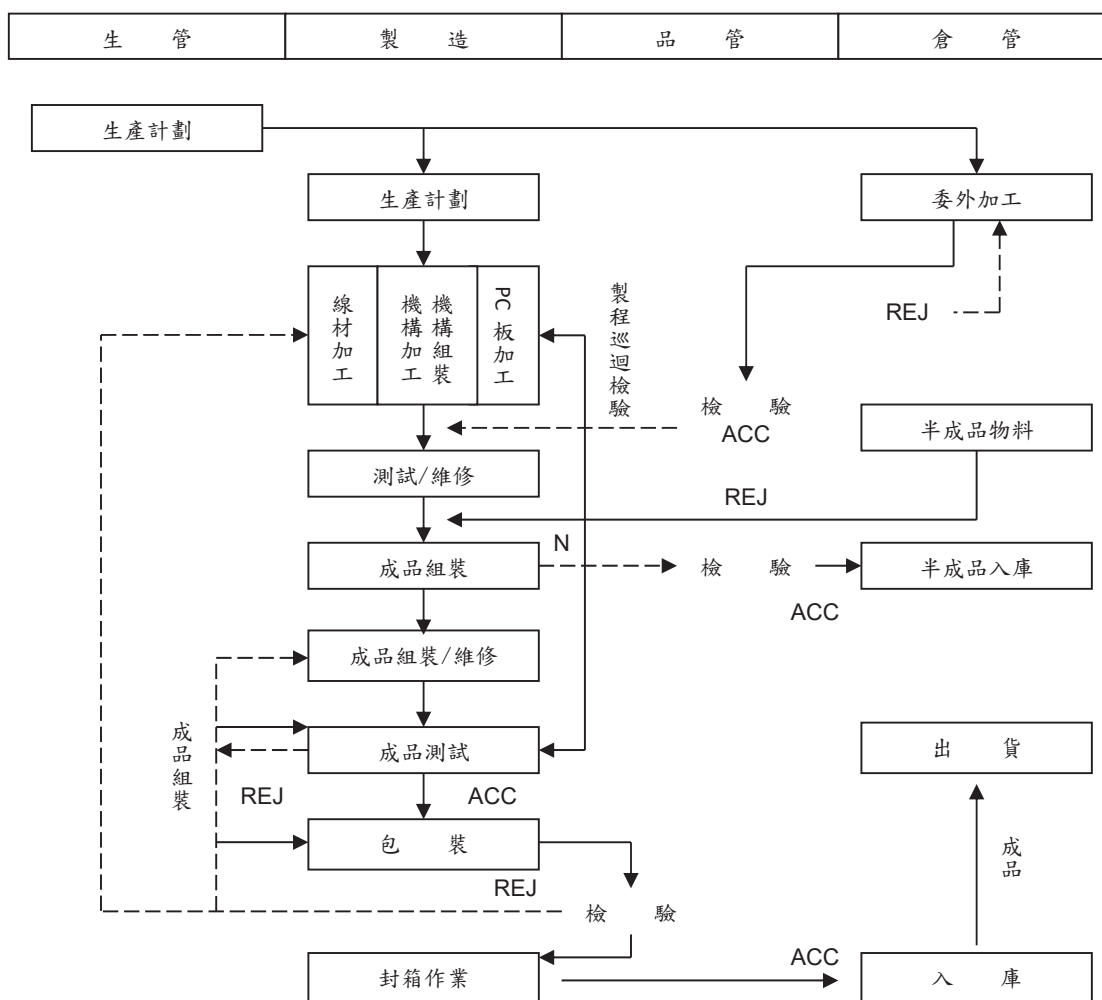 生　管　製　造　品　管　倉　管
生產計劃
生產計劃
委外加工
線材加工
機構加工
機構組裝
PC 板加工
製程巡迴檢驗
REJ
檢　驗
ACC
半成品物料
測試/維修
REJ
N
成品組裝
檢　驗
半成品入庫
ACC
成品組裝/維修
成品組裝
成品測試
出　貨
REJ
ACC
包　裝
成品
REJ
檢　驗
封箱作業
ACC
入　庫